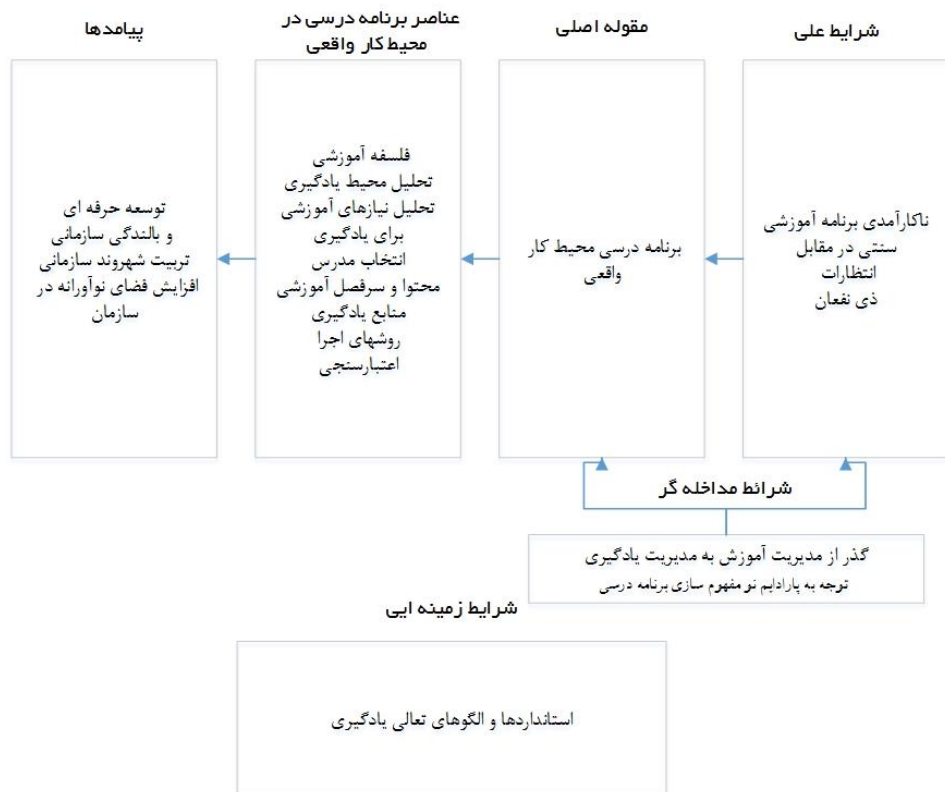 شرایط علی
مقوله اصلی
عناصر برنامه درسی در
محیط کار واقعی
پیامدها
ناکارآمدی برنامه آموزشی
سنتی در مقابل
انتظارات
ذی نفعان
برنامه درسی محیط کار
واقعی
فلسفه آموزشی
تحلیل محیط یادگیری
تحلیل نیازهای آموزشی
برای یادگیری
انتخاب مدرس
محتوا و سرفصل آموزشی
منابع یادگیری
روشهای اجرا
اعتبارسنجی
توسعه حرفه ای
و بالندگی سازمانی
تربیت شهروند سازمانی
افزایش فضای نوآورانه در
سازمان
شرائط مداخله گر
گذر از مدیریت آموزش به مدیریت یادگیری
توجه به پارادایم نو مفهوم سازی برنامه درسی
شرایط زمینه ایی
استانداردها و الگوهای تعالی یادگیری